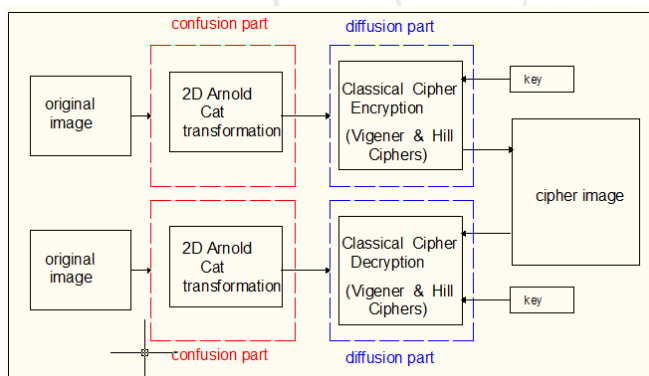 confusion part
diffusion part
original
image
2D Arnold
Cat
transformation
Classical Cipher
Encryption
(Vigener & Hill
Ciphers)
key
cipher image
original
image
2D Arnold
Cat
transformation
Classical Cipher
Decryption
(Vigener & Hill
Ciphers)
key
confusion part
diffusion part